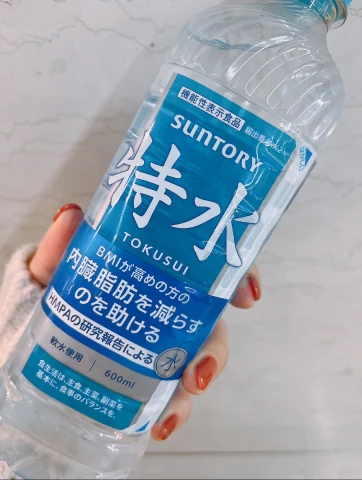 機能性表示食品
SUNTORY
特水
TOKUSUI
BMIが高めの方の
内臓脂肪を減らす
のを助ける
HMPAの研究報告による
水
軟水使用 | 600ml
食生活は、主食、主菜、副菜を
基本に、食事のバランスを。